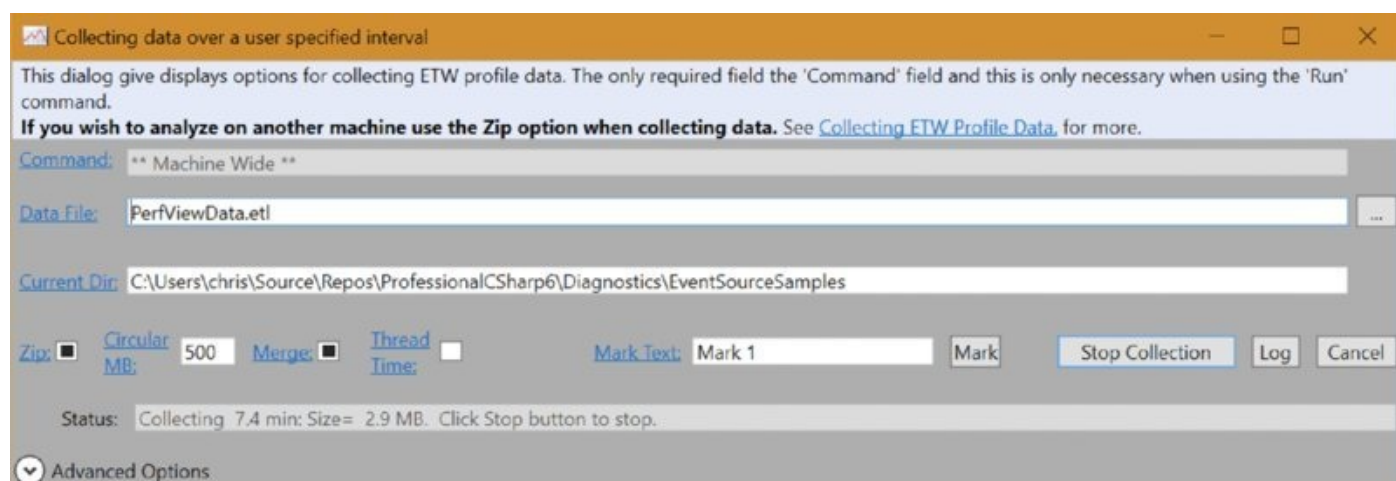 Collecting data over a user specified interval
This dialog give displays options for collecting ETW profile data. The only required field the 'Command' field and this is only necessary when using the 'Run'
command.
If you wish to analyze on another machine use the Zip option when collecting data. See Collecting ETW Profile Data. for more.
Command: ** Machine Wide **
Data File: PerfViewData.etl ...
Current Dir: C:\Users\chris\Source\Repos\ProfessionalCSharp6\Diagnostics\EventSourceSamples
Zip: Circular MB: 500 Merge: Thread Time: Mark Text: Mark 1 Mark Stop Collection Log Cancel
Status: Collecting 7.4 min: Size= 2.9 MB. Click Stop button to stop.
Advanced Options